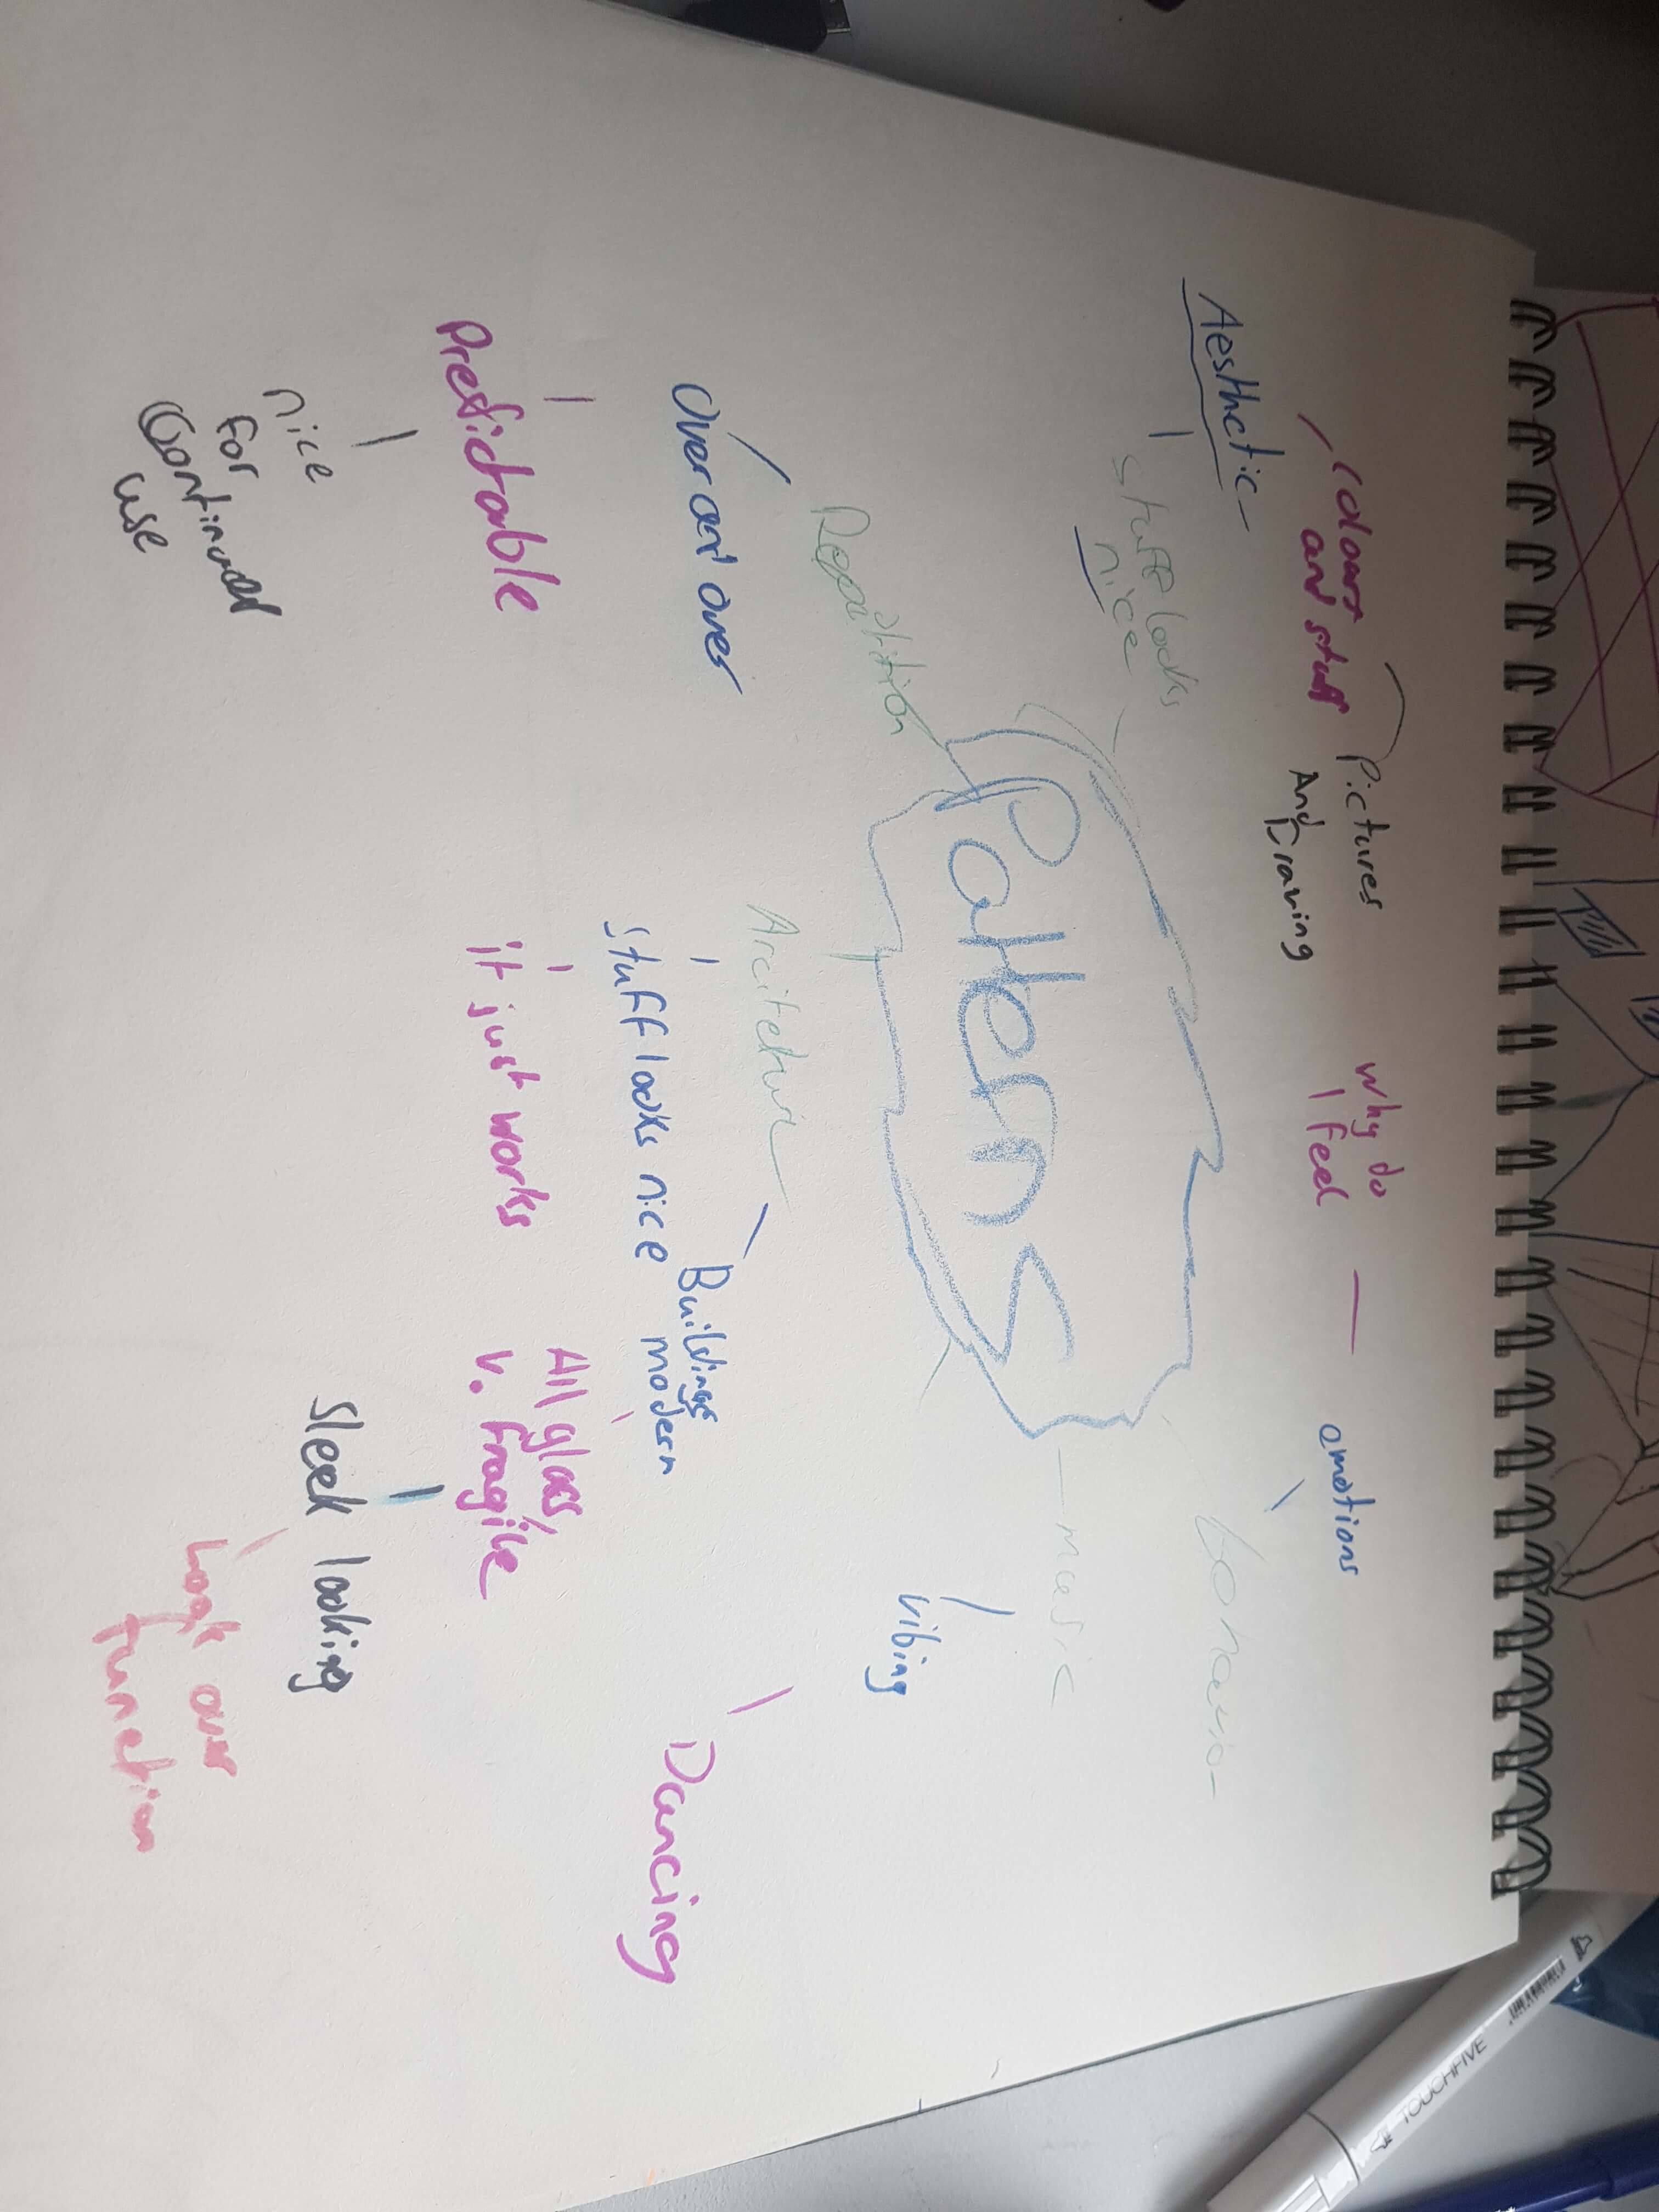 Colours
and stuff
Pictures
And
Drawing
why do
I feel
emotions
Aesthetic
behavior
stuff looks
nice
Patterns
music
vibing
Repetition
Arcitetur
Over and over
Buildings
modern
stuff looks nice
Dancing
All glass,
v. fragile
Predictable
it just works
Sleek looking
nice
for
Continued
use
Look over
function
TOUCHFIVE